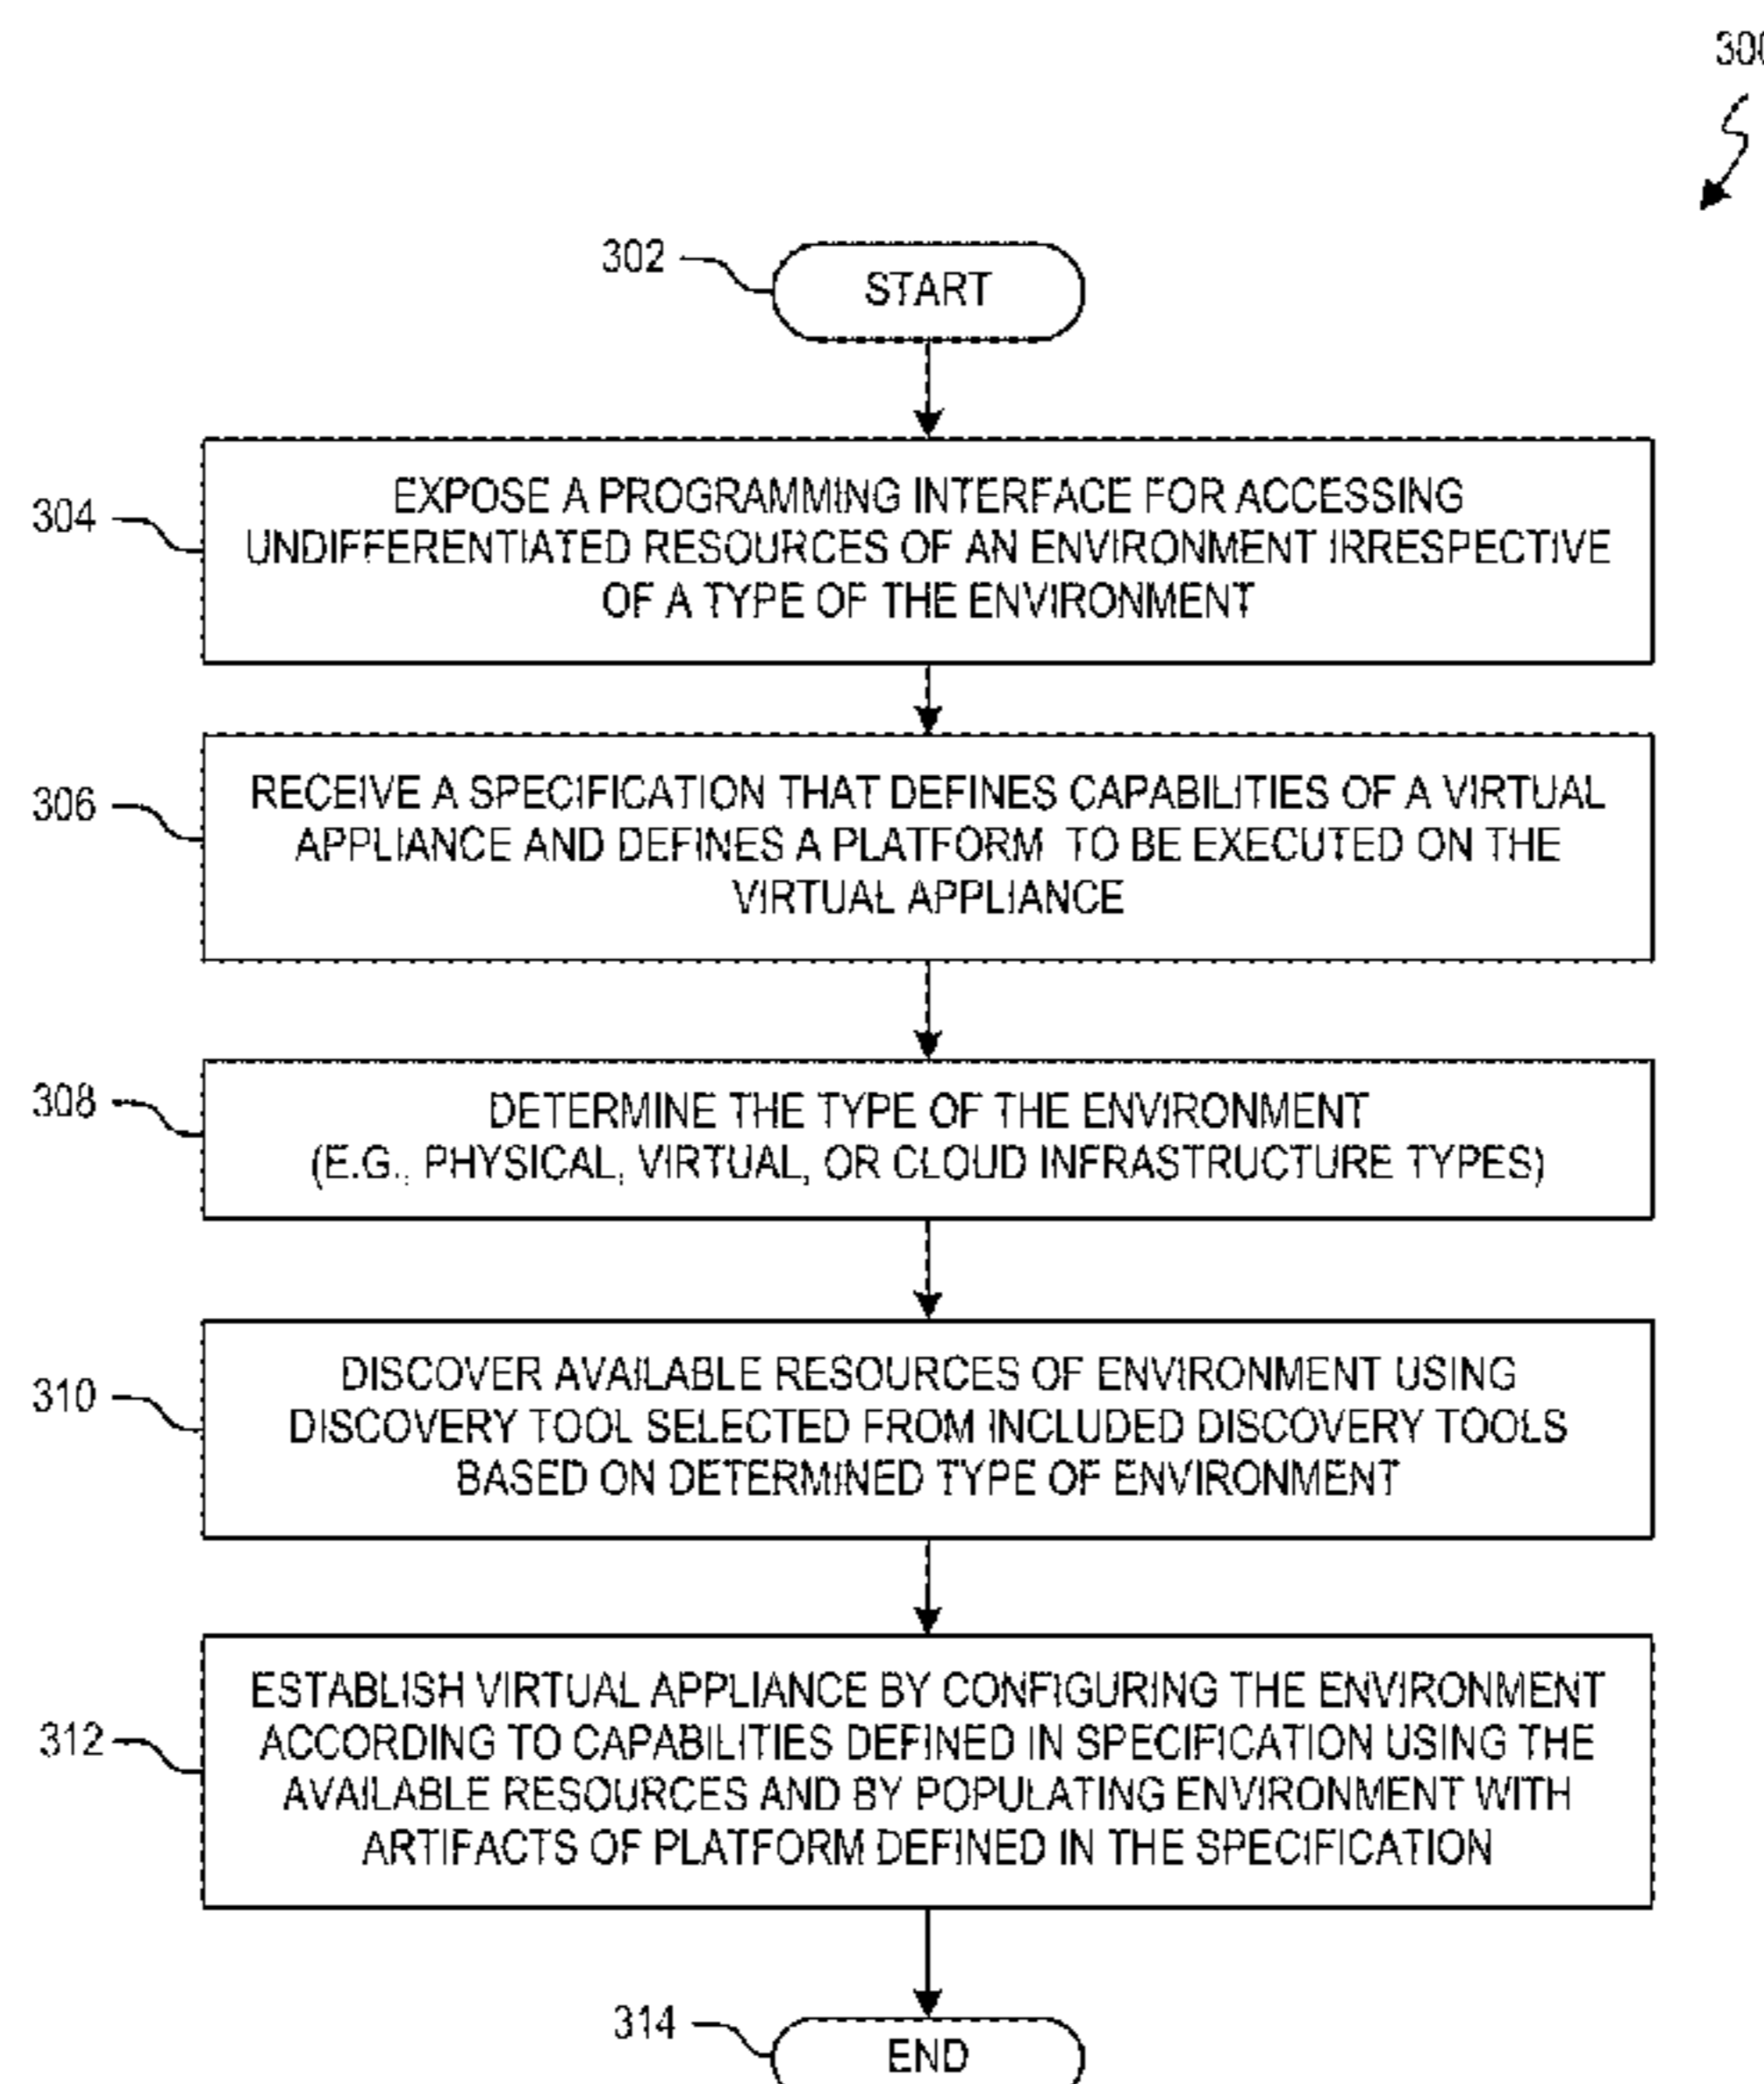 300
302
START
304
EXPOSE A PROGRAMMING INTERFACE FOR ACCESSING
UNDIFFERENTIATED RESOURCES OF AN ENVIRONMENT IRRESPECTIVE
OF A TYPE OF THE ENVIRONMENT
306
RECEIVE A SPECIFICATION THAT DEFINES CAPABILITIES OF A VIRTUAL
APPLIANCE AND DEFINES A PLATFORM TO BE EXECUTED ON THE
VIRTUAL APPLIANCE
308
DETERMINE THE TYPE OF THE ENVIRONMENT
(E.G., PHYSICAL, VIRTUAL, OR CLOUD INFRASTRUCTURE TYPES)
310
DISCOVER AVAILABLE RESOURCES OF ENVIRONMENT USING
DISCOVERY TOOL SELECTED FROM INCLUDED DISCOVERY TOOLS
BASED ON DETERMINED TYPE OF ENVIRONMENT
312
ESTABLISH VIRTUAL APPLIANCE BY CONFIGURING THE ENVIRONMENT
ACCORDING TO CAPABILITIES DEFINED IN SPECIFICATION USING THE
AVAILABLE RESOURCES AND BY POPULATING ENVIRONMENT WITH
ARTIFACTS OF PLATFORM DEFINED IN THE SPECIFICATION
314
END